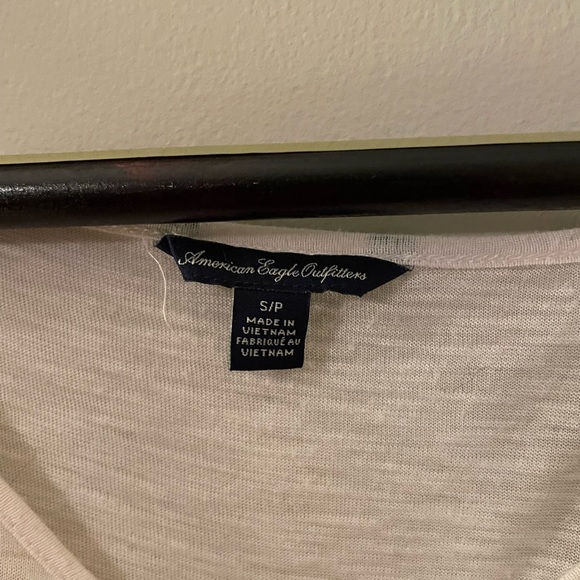 American Eagle Outfitters
S/P
MADE IN
VIETNAM
FABRIQUÉ AU
VIETNAM